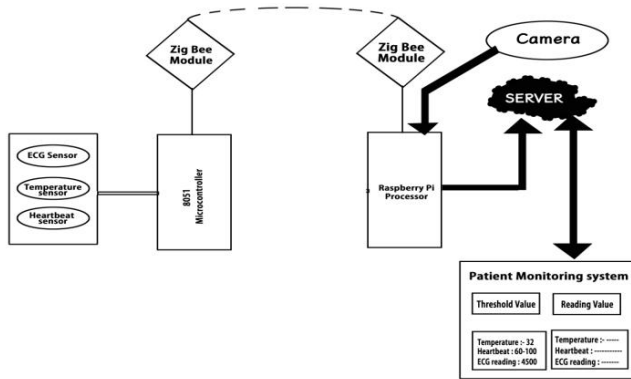 Zig Bee
Module
Zig Bee
Module
Camera
SERVER
ECG Sensor
Temperature
sensor
Heartbeat
sensor
8051
Microcontroller
Raspberry Pi
Processor
Patient Monitoring system
Threshold Value
Reading Value
Temperature :- 32
Heartbeat : 60-100
ECG reading : 4500
Temperature :- -----
Heartbeat : -----------
ECG reading : -------